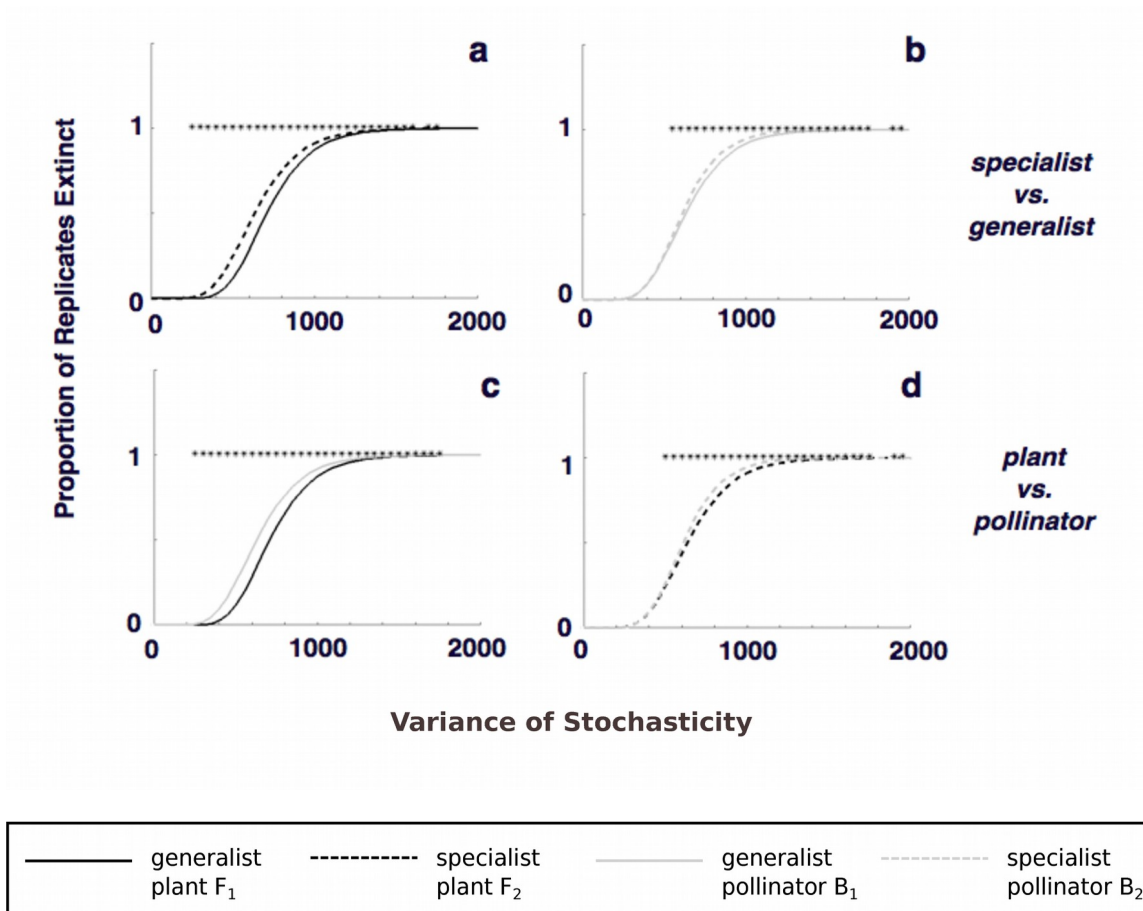 a
b
Proportion of Replicates Extinct
1
0
0
1000
2000
1
0
0
1000
2000
specialist
vs.
generalist
c
d
1
0
0
1000
2000
1
0
0
1000
2000
plant
vs.
pollinator
Variance of Stochasticity
generalist
plant F₁
specialist
plant F₂
generalist
pollinator B₁
specialist
pollinator B₂